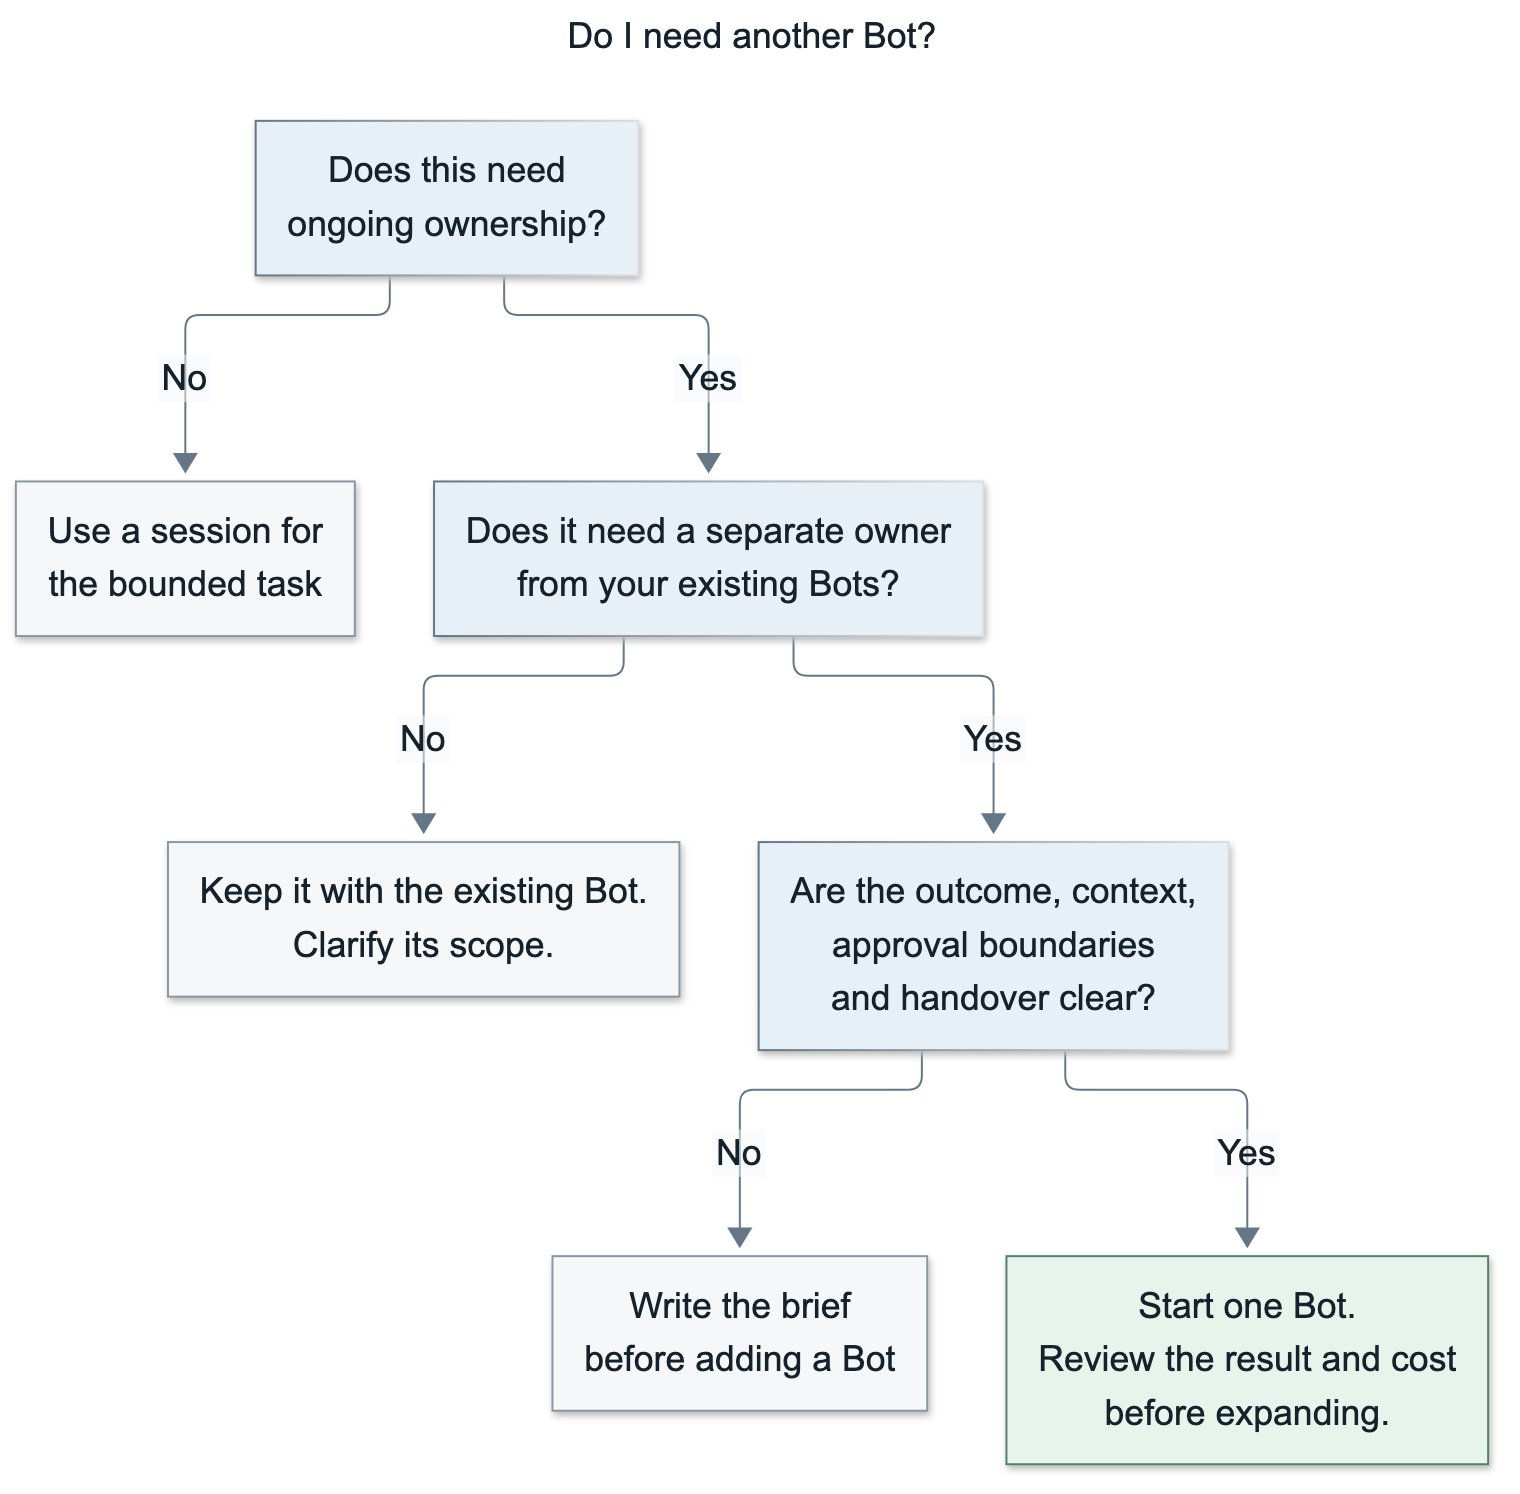 Do I need another Bot?
Does this need
ongoing ownership?
No
Yes
Use a session for
the bounded task
Does it need a separate owner
from your existing Bots?
No
Yes
Keep it with the existing Bot.
Clarify its scope.
Are the outcome, context,
approval boundaries
and handover clear?
No
Yes
Write the brief
before adding a Bot
Start one Bot.
Review the result and cost
before expanding.